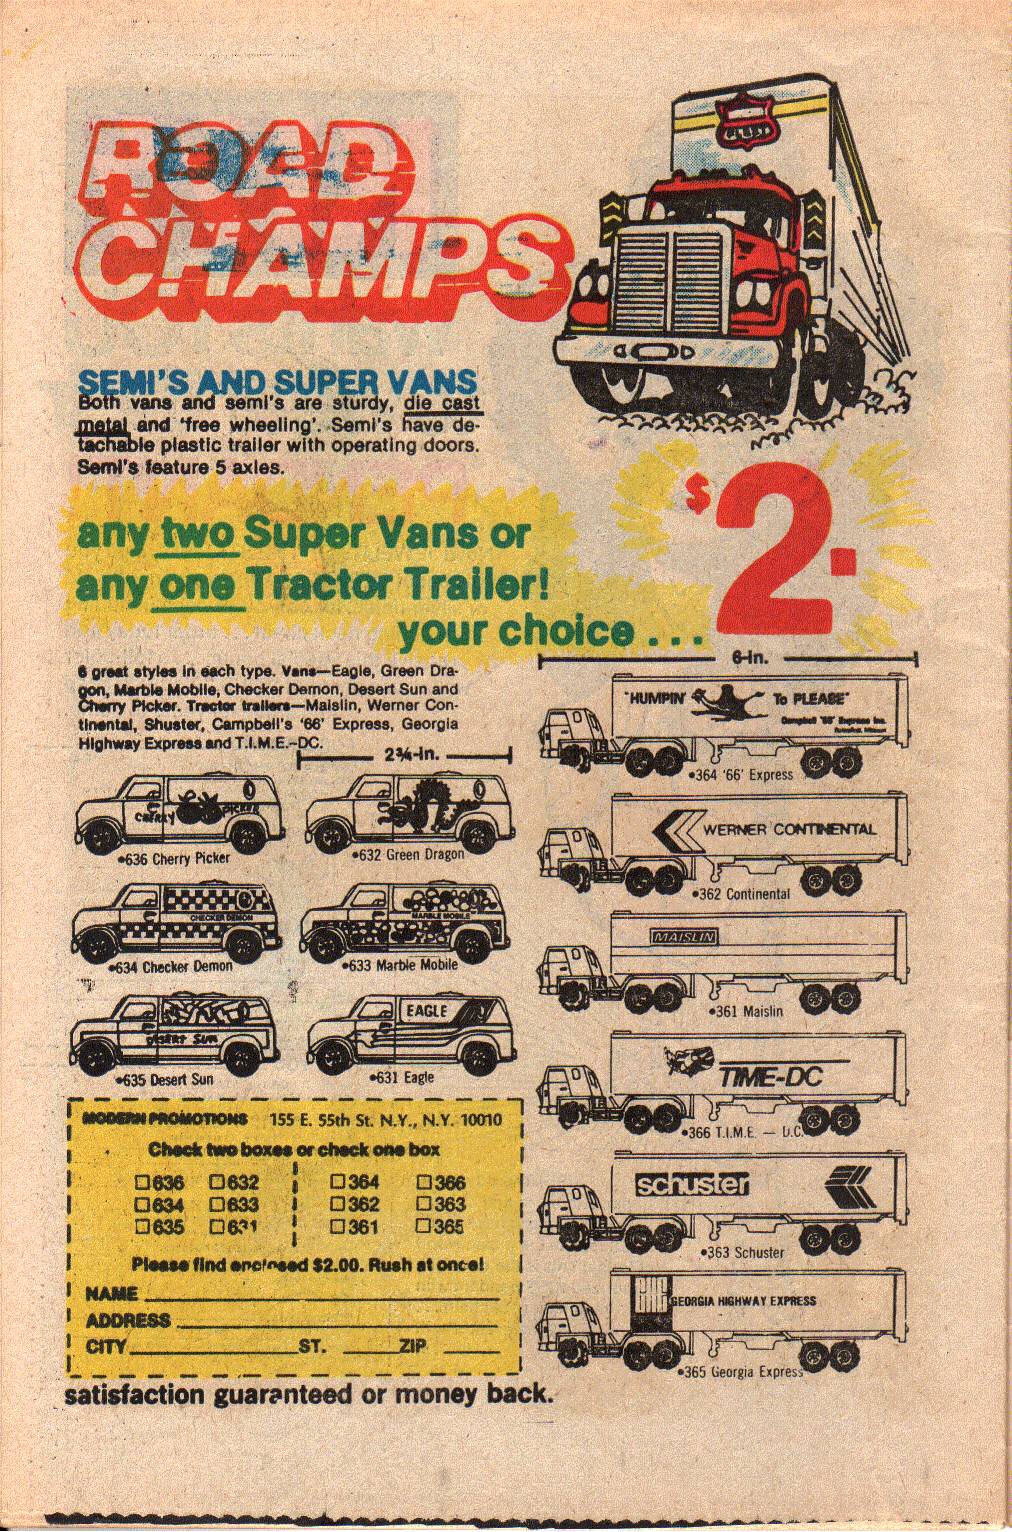 ROAD
CHAMPS
SEMI'S AND SUPER VANS
Both vans and semi's are sturdy, die cast
metal and 'free wheeling'. Semi's have de-
tachable plastic trailer with operating doors.
Semi's feature 5 axles.
$2.
any two Super Vans or
any one Tractor Trailer!
your choice . . .
6 great styles in each type. Vans—Eagle, Green Dra-
gon, Marble Mobile, Checker Demon, Desert Sun and
Cherry Picker. Tractor trailers—Maislin, Werner Con-
tinental, Shuster, Campbell's '66' Express, Georgia
Highway Express and T.I.M.E.-DC.
2¾-in.
CHERRY PICKER
•636 Cherry Picker
•632 Green Dragon
CHECKER DEMON
•634 Checker Demon
MARBLE MOBILE
•633 Marble Mobile
DESERT SUN
•635 Desert Sun
EAGLE
•631 Eagle
6-in.
"HUMPIN' To PLEASE"
Campbell '66' Express Inc.
•364 '66' Express
WERNER CONTINENTAL
•362 Continental
MAISLIN
•361 Maislin
TIME-DC
•366 T.I.M.E. — D.C.
schuster
•363 Schuster
GEORGIA HIGHWAY EXPRESS
•365 Georgia Express
MODERN PROMOTIONS 155 E. 55th St. N.Y., N.Y. 10010
Check two boxes or check one box
☐636 ☐632 ☐364 ☐366
☐634 ☐633 ☐362 ☐363
☐635 ☐631 ☐361 ☐365
Please find enclosed $2.00. Rush at once!
NAME
ADDRESS
CITY ST. ZIP
satisfaction guaranteed or money back.